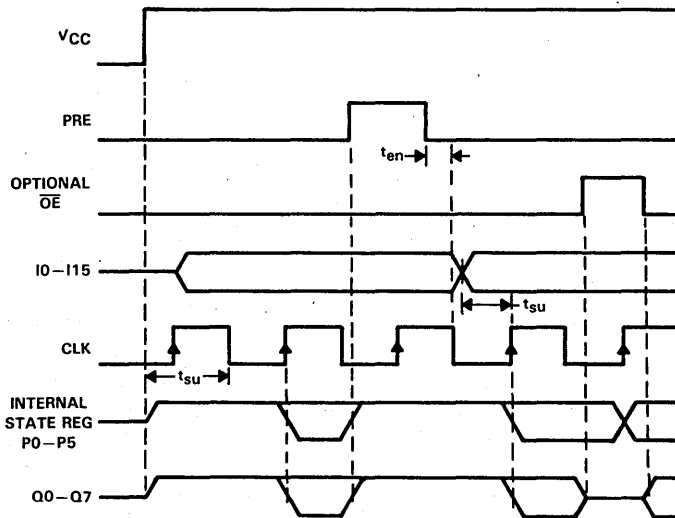 VCC
PRE
ten
OPTIONAL
OE
I0–I15
tsu
CLK
tsu
INTERNAL
STATE REG
P0–P5
Q0–Q7